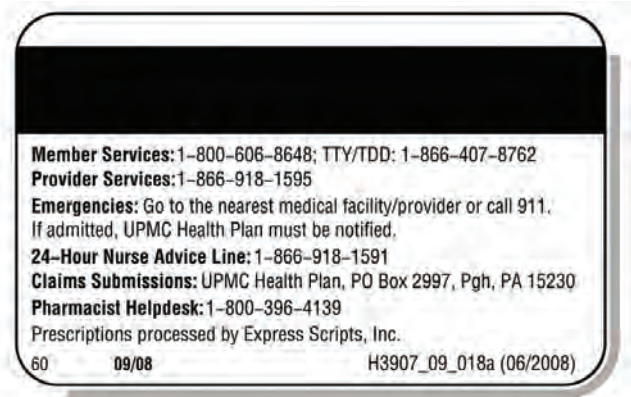 Member Services: 1-800-606-8648; TTY/TDD: 1-866-407-8762
Provider Services: 1-866-918-1595
Emergencies: Go to the nearest medical facility/provider or call 911.
If admitted, UPMC Health Plan must be notified.
24-Hour Nurse Advice Line: 1-866-918-1591
Claims Submissions: UPMC Health Plan, PO Box 2997, Pgh, PA 15230
Pharmacist Helpdesk: 1-800-396-4139
Prescriptions processed by Express Scripts, Inc.
60 09/08 H3907_09_018a (06/2008)